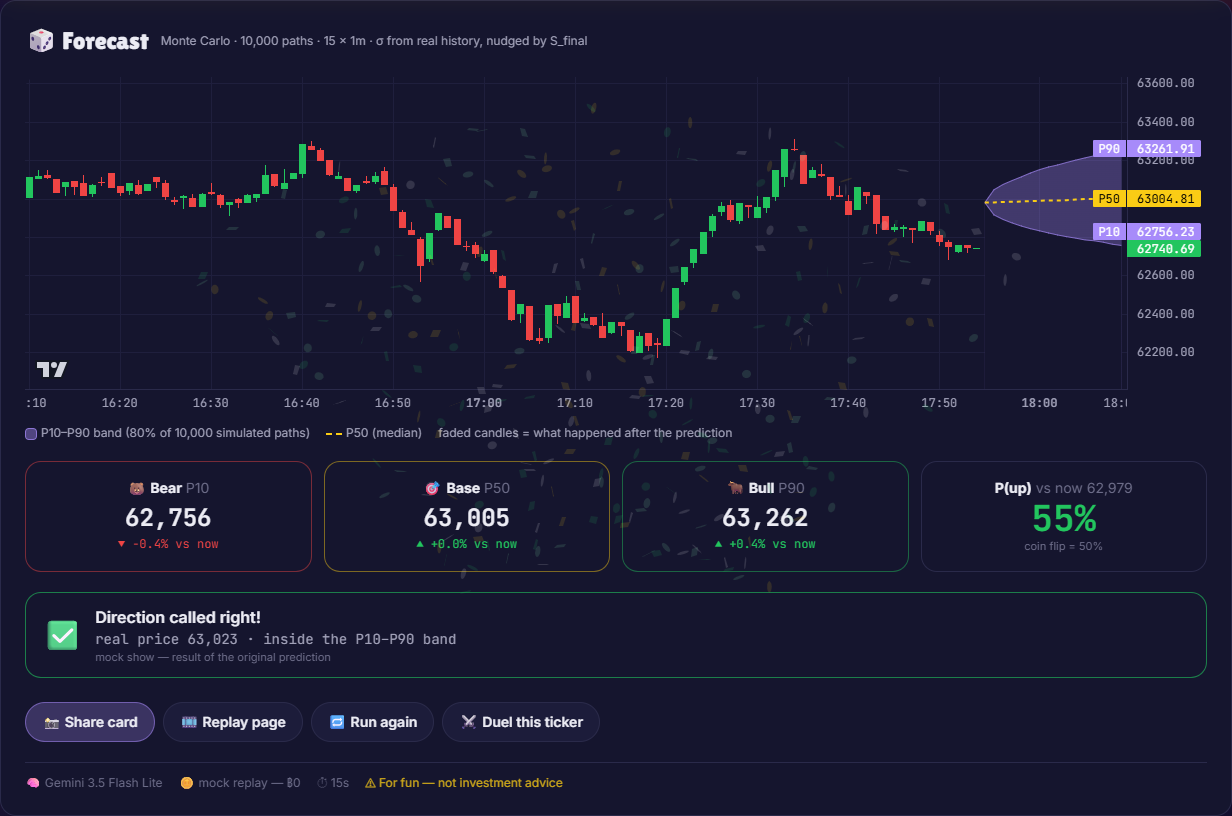 Forecast Monte Carlo · 10,000 paths · 15 × 1m · σ from real history, nudged by S_final
63600.00
63400.00
P90 63261.91
63200.00
P50 63004.81
P10 62756.23
62740.69
62600.00
62400.00
62200.00
:10 16:20 16:30 16:40 16:50 17:00 17:10 17:20 17:30 17:40 17:50 18:00 18:
P10–P90 band (80% of 10,000 simulated paths) P50 (median) faded candles = what happened after the prediction
🐻 Bear P10
62,756
▼ -0.4% vs now
🎯 Base P50
63,005
▲ +0.0% vs now
🐂 Bull P90
63,262
▲ +0.4% vs now
P(up) vs now 62,979
55%
coin flip = 50%
✅ Direction called right!
real price 63,023 · inside the P10–P90 band
mock show — result of the original prediction
📸 Share card
🎞️ Replay page
🔁 Run again
⚔️ Duel this ticker
🧠 Gemini 3.5 Flash Lite 🪙 mock replay — ฿0 ⏱ 15s ⚠ For fun — not investment advice